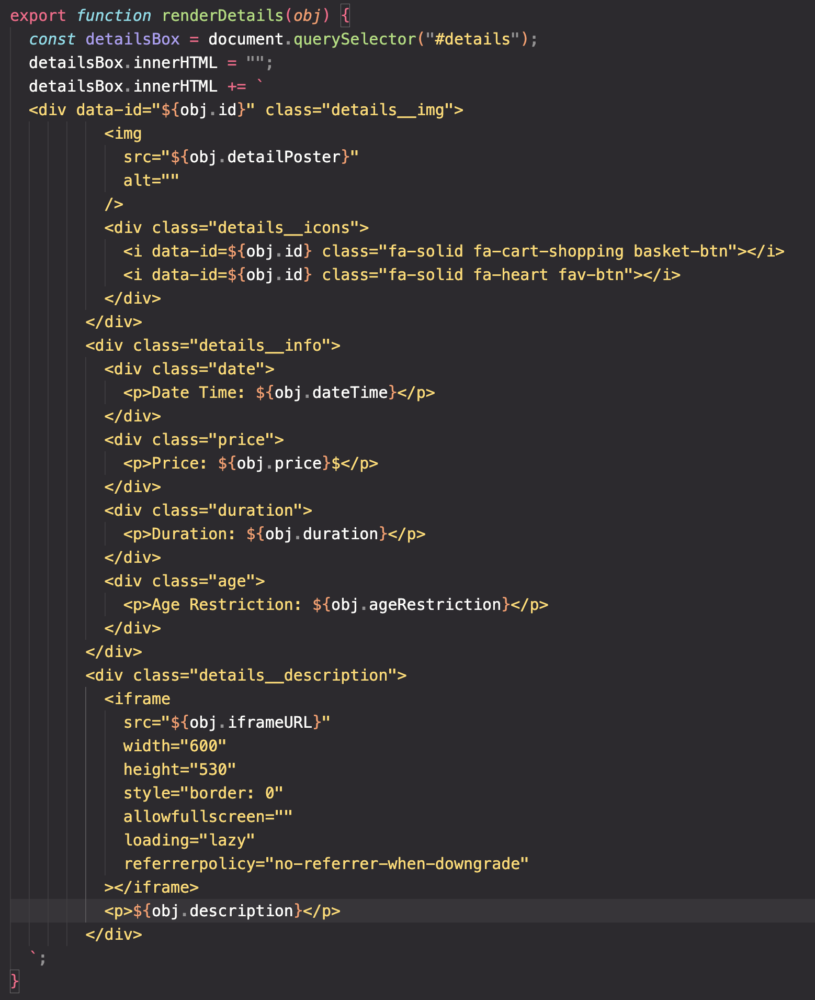 export function renderDetails(obj) {
  const detailsBox = document.querySelector("#details");
  detailsBox.innerHTML = "";
  detailsBox.innerHTML += `
  <div data-id="${obj.id}" class="details__img">
          <img
            src="${obj.detailPoster}"
            alt=""
          />
          <div class="details__icons">
            <i data-id=${obj.id} class="fa-solid fa-cart-shopping basket-btn"></i>
            <i data-id=${obj.id} class="fa-solid fa-heart fav-btn"></i>
          </div>
        </div>
        <div class="details__info">
          <div class="date">
            <p>Date Time: ${obj.dateTime}</p>
          </div>
          <div class="price">
            <p>Price: ${obj.price}$</p>
          </div>
          <div class="duration">
            <p>Duration: ${obj.duration}</p>
          </div>
          <div class="age">
            <p>Age Restriction: ${obj.ageRestriction}</p>
          </div>
        </div>
        <div class="details__description">
          <iframe
            src="${obj.iframeURL}"
            width="600"
            height="530"
            style="border: 0"
            allowfullscreen=""
            loading="lazy"
            referrerpolicy="no-referrer-when-downgrade"
          ></iframe>
          <p>${obj.description}</p>
        </div>
  `;
}